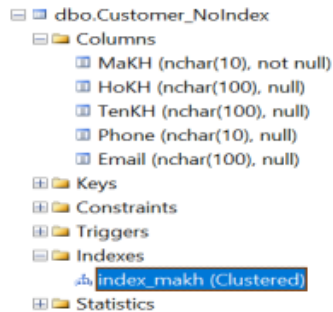 dbo.Customer_NoIndex
Columns
MaKH (nchar(10), not null)
HoKH (nchar(100), null)
TenKH (nchar(100), null)
Phone (nchar(10), null)
Email (nchar(100), null)
Keys
Constraints
Triggers
Indexes
index_makh (Clustered)
Statistics